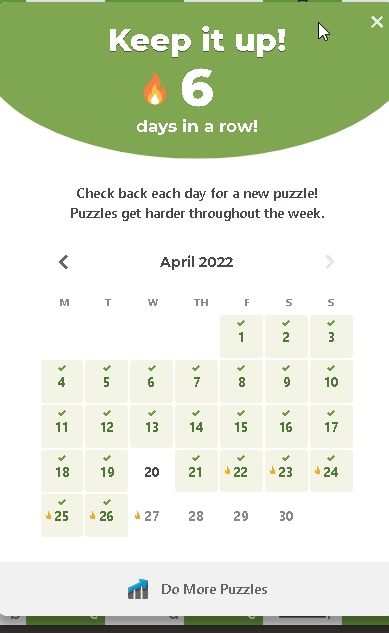 Keep it up!
6
days in a row!
Check back each day for a new puzzle!
Puzzles get harder throughout the week.
April 2022
M T W TH F S S
1 2 3
4 5 6 7 8 9 10
11 12 13 14 15 16 17
18 19 20 21 22 23 24
25 26 27 28 29 30
Do More Puzzles